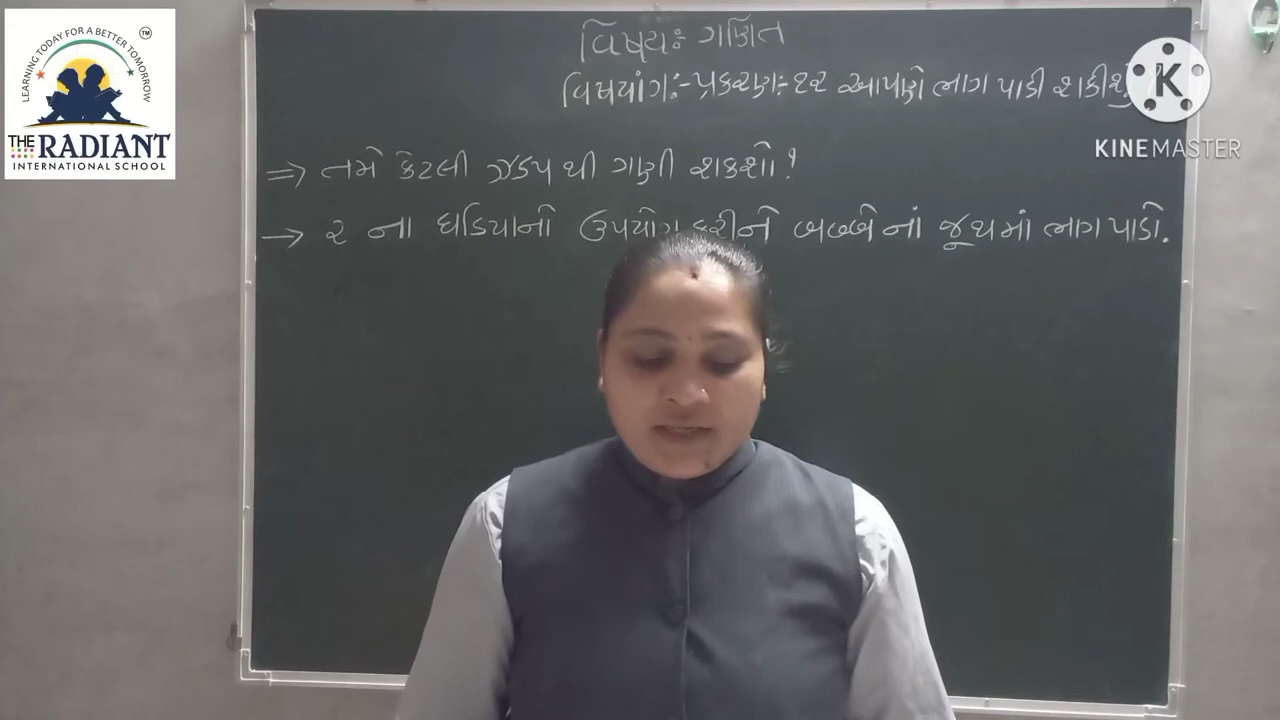 LEARNING TODAY FOR A BETTER TOMORROW
TM
THE RADIANT
INTERNATIONAL SCHOOL
વિષયઃ ગણિત
વિષયાંગઃ-પ્રકરણઃ-૧૨ આપણે ભાગ પાડી શકીશું
K
KINEMASTER
⇒ તમે કેટલી ઝડપ થી ગણી શકશો?
→ ૨ ના ઘડિયાનો ઉપયોગ કરીને બબ્બેનાં જૂથમાં ભાગ પાડો.